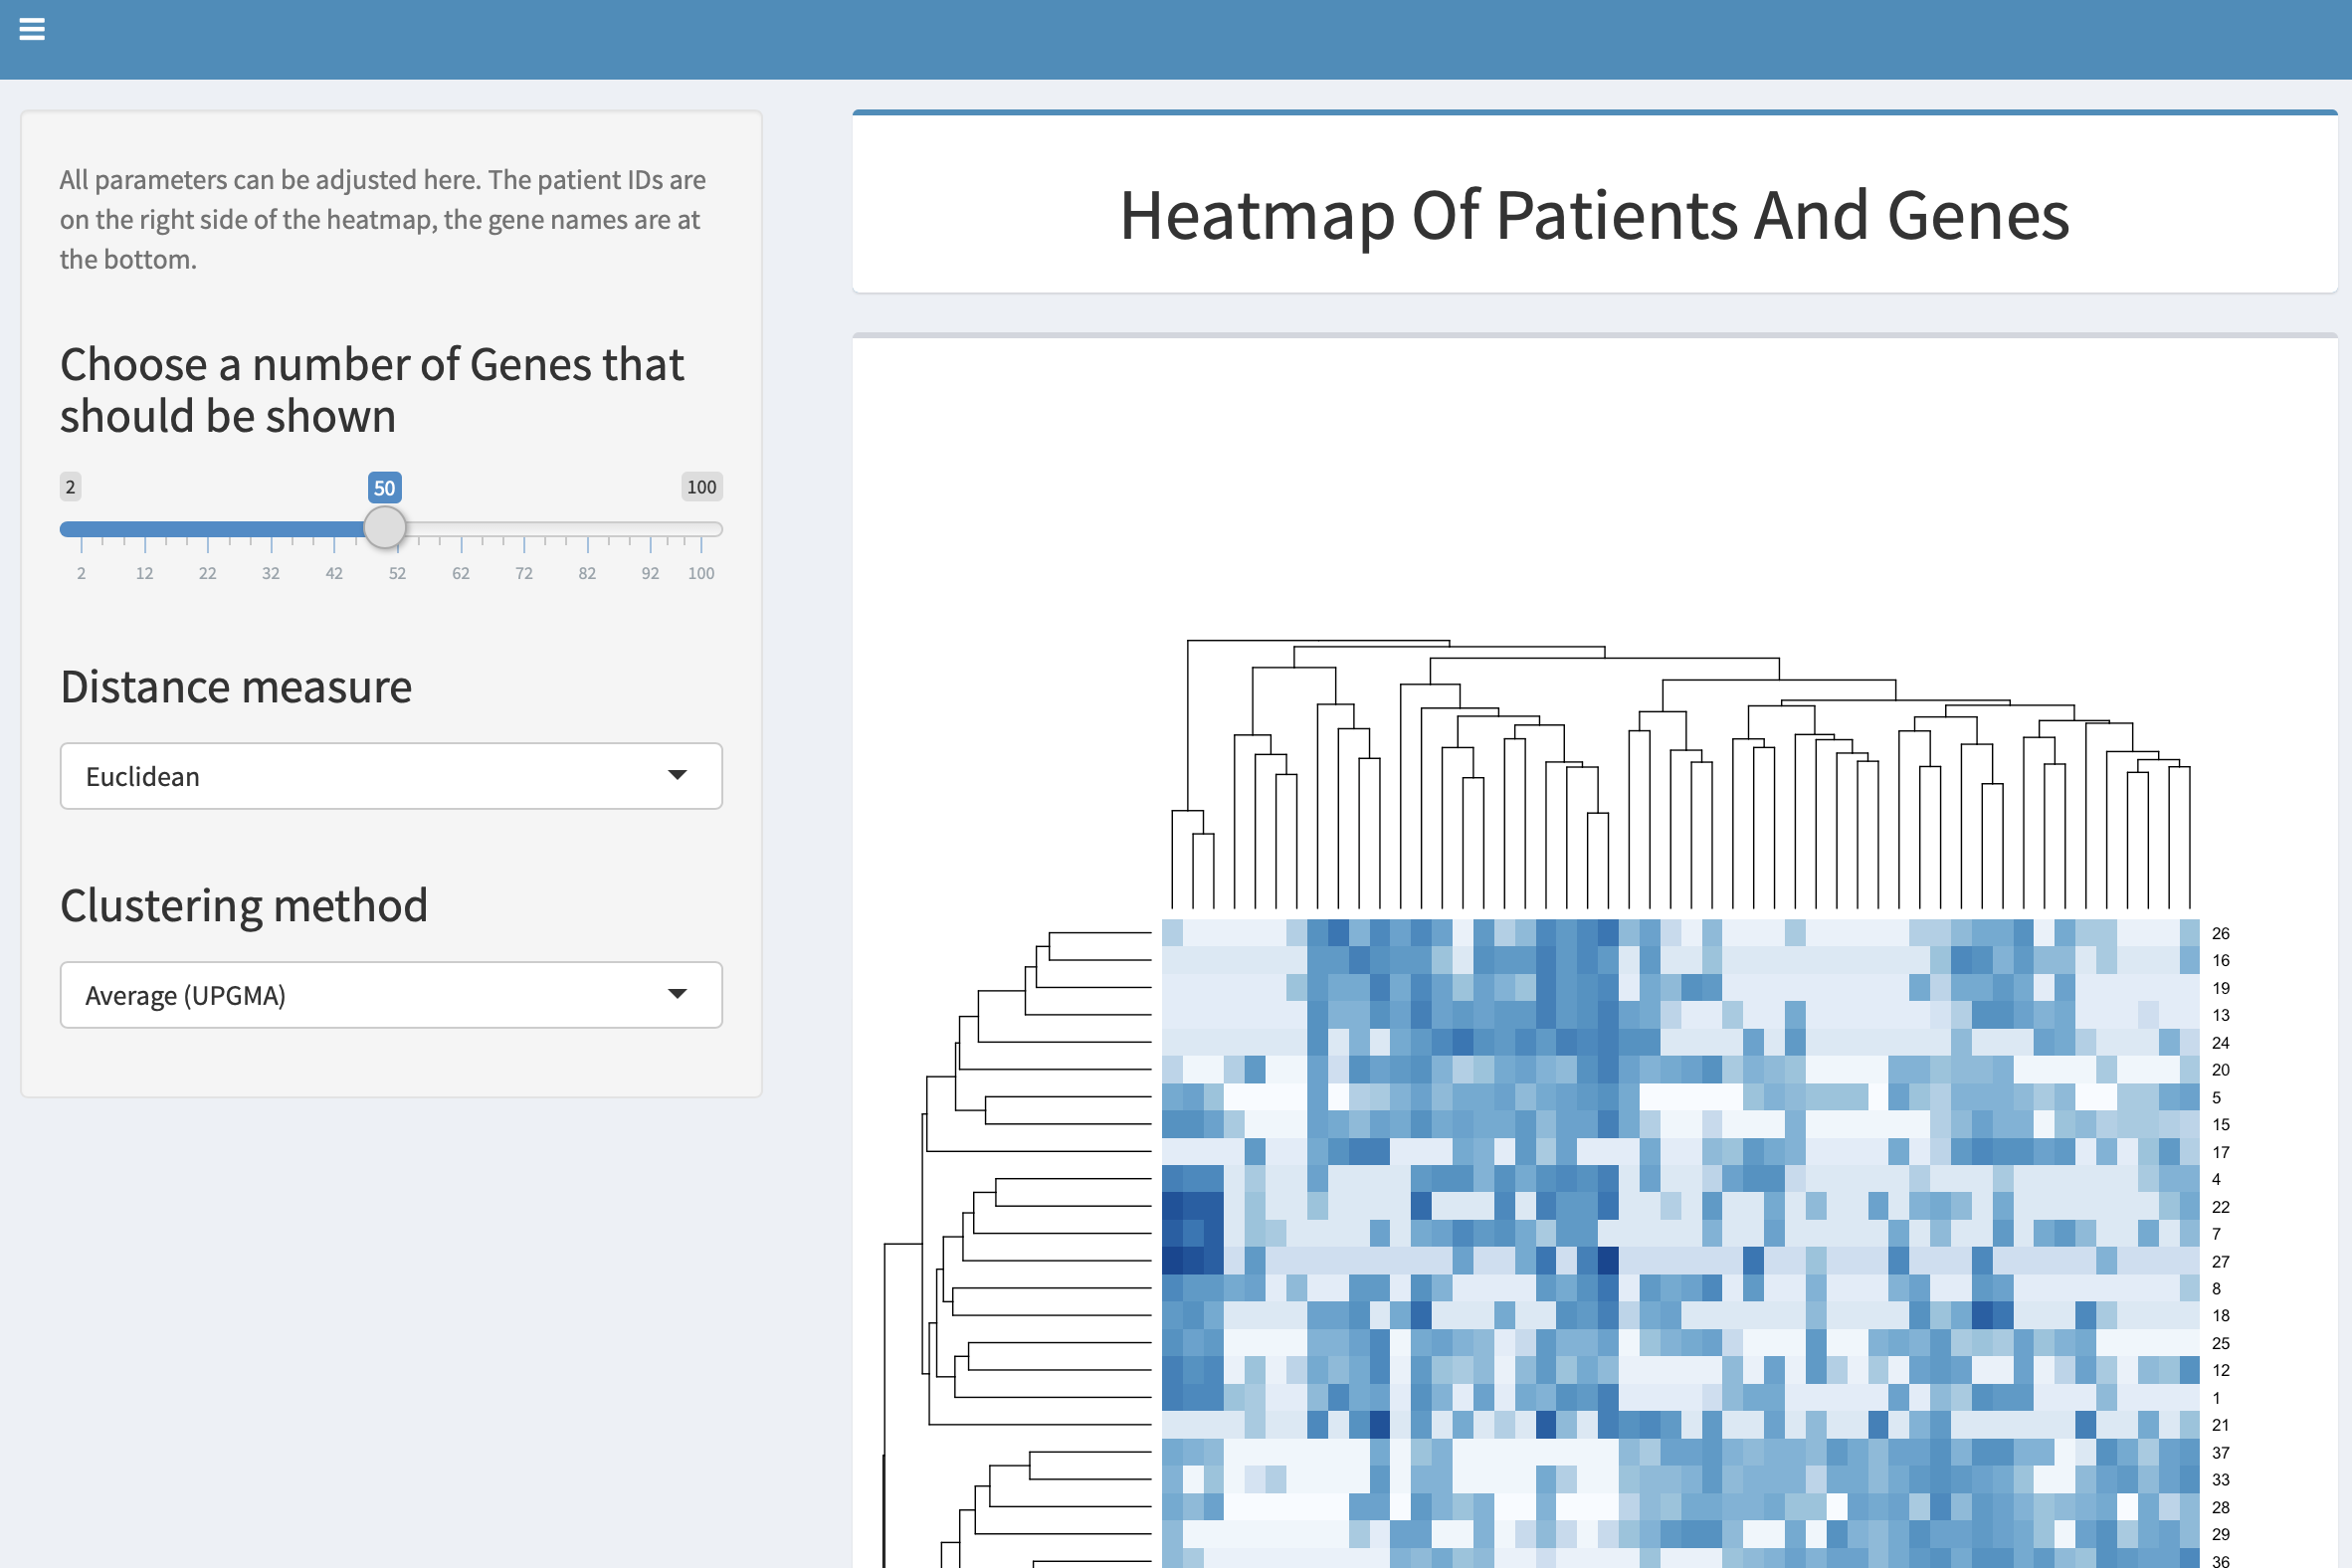 All parameters can be adjusted here. The patient IDs are
on the right side of the heatmap, the gene names are at
the bottom.
Choose a number of Genes that
should be shown
2 50 100
2 12 22 32 42 52 62 72 82 92 100
Distance measure
Euclidean
Clustering method
Average (UPGMA)
Heatmap Of Patients And Genes
26
16
19
13
24
20
5
15
17
4
22
7
27
8
18
25
12
1
21
37
33
28
29
36